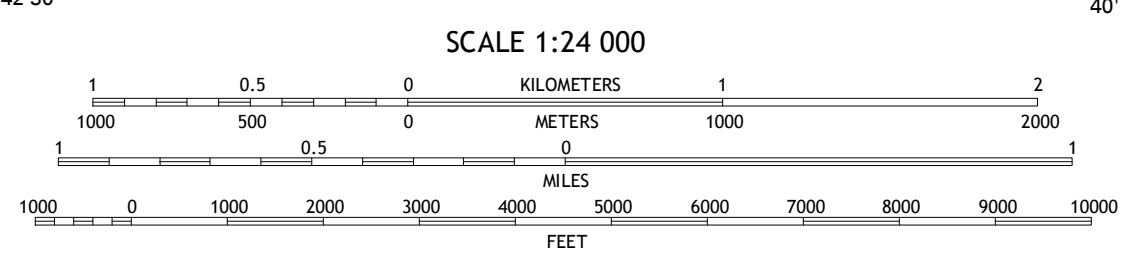 42'30"
40'
SCALE 1:24 000
1 0.5 0 KILOMETERS 1 2
1000 500 0 METERS 1000 2000
1 0.5 0 1
MILES
1000 0 1000 2000 3000 4000 5000 6000 7000 8000 9000 10000
FEET